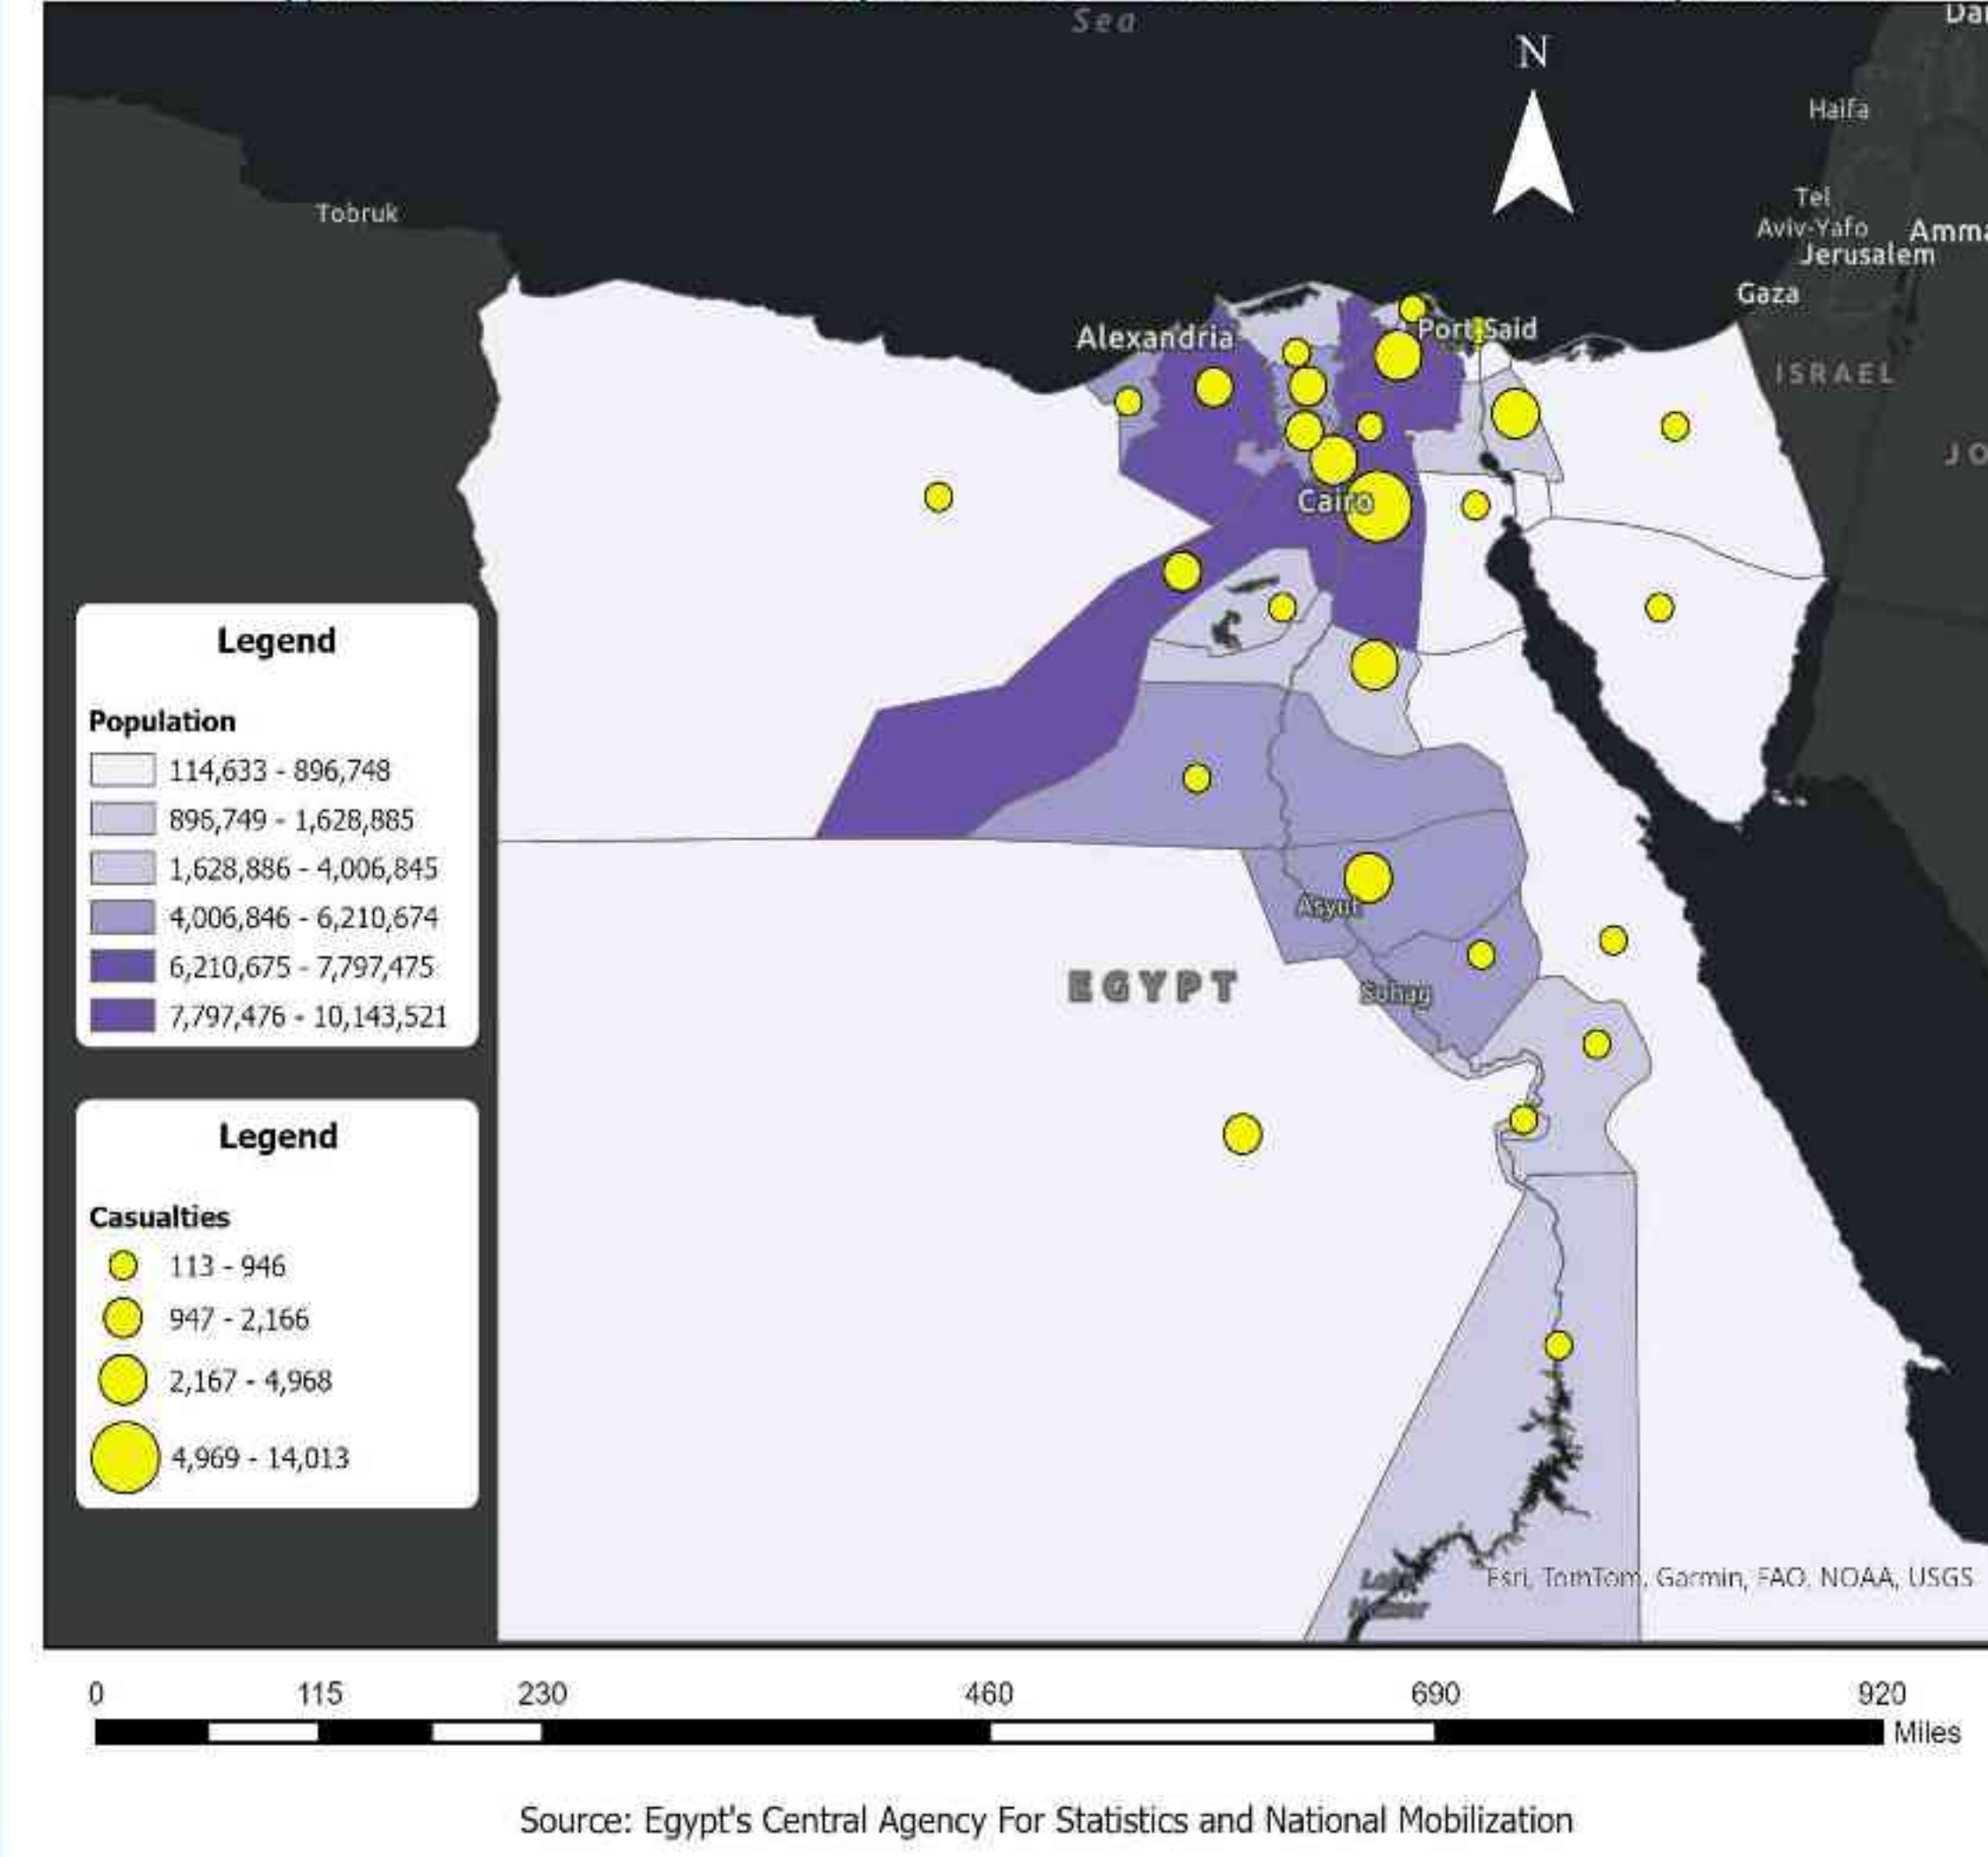 Sea
Da
N
Haifa
Tobruk
Tel
Aviv-Yafo
Amma
Jerusalem
Gaza
Alexandria
Port Said
ISRAEL
JO
Cairo
Legend
Population
114,633 - 896,748
896,749 - 1,628,885
1,628,886 - 4,006,845
4,006,846 - 6,210,674
6,210,675 - 7,797,475
7,797,476 - 10,143,521
Asyut
EGYPT
Sohag
Legend
Casualties
113 - 946
947 - 2,166
2,167 - 4,968
4,969 - 14,013
Lake
Nasser
Esri, TomTom, Garmin, FAO, NOAA, USGS
0 115 230 460 690 920
Miles
Source: Egypt's Central Agency For Statistics and National Mobilization